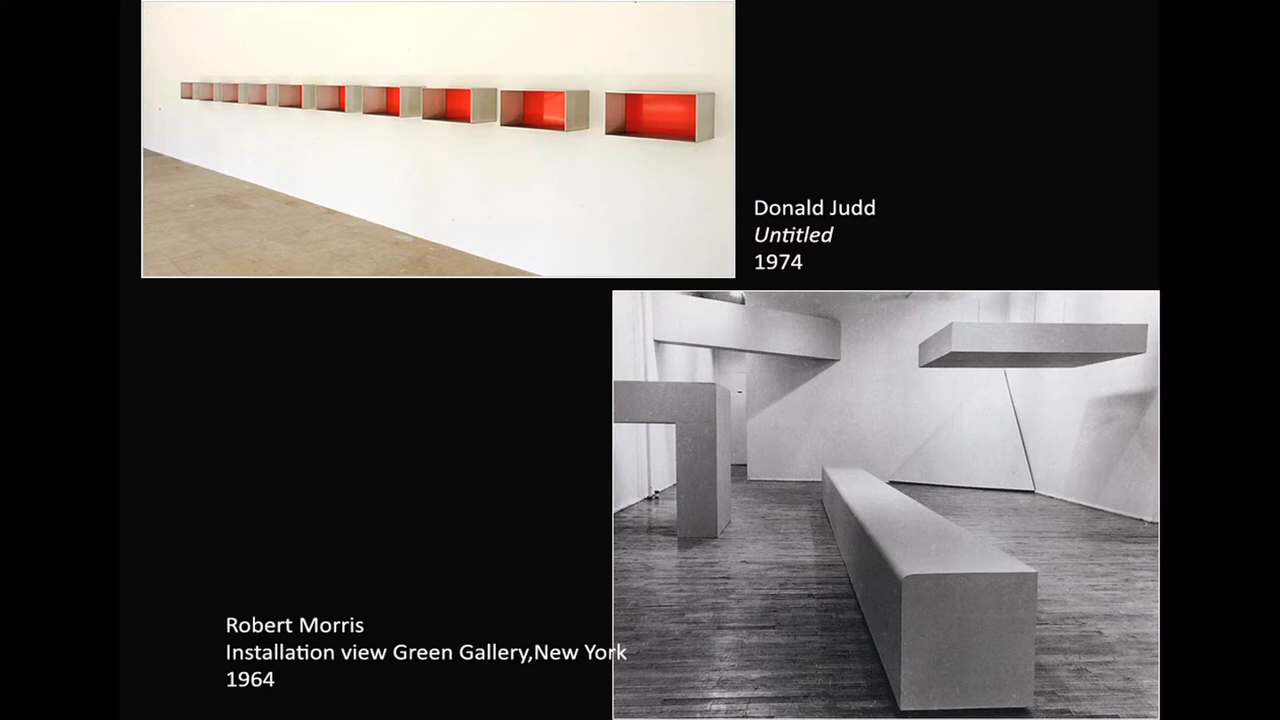 Donald Judd
Untitled
1974
Robert Morris
Installation view Green Gallery,New York
1964